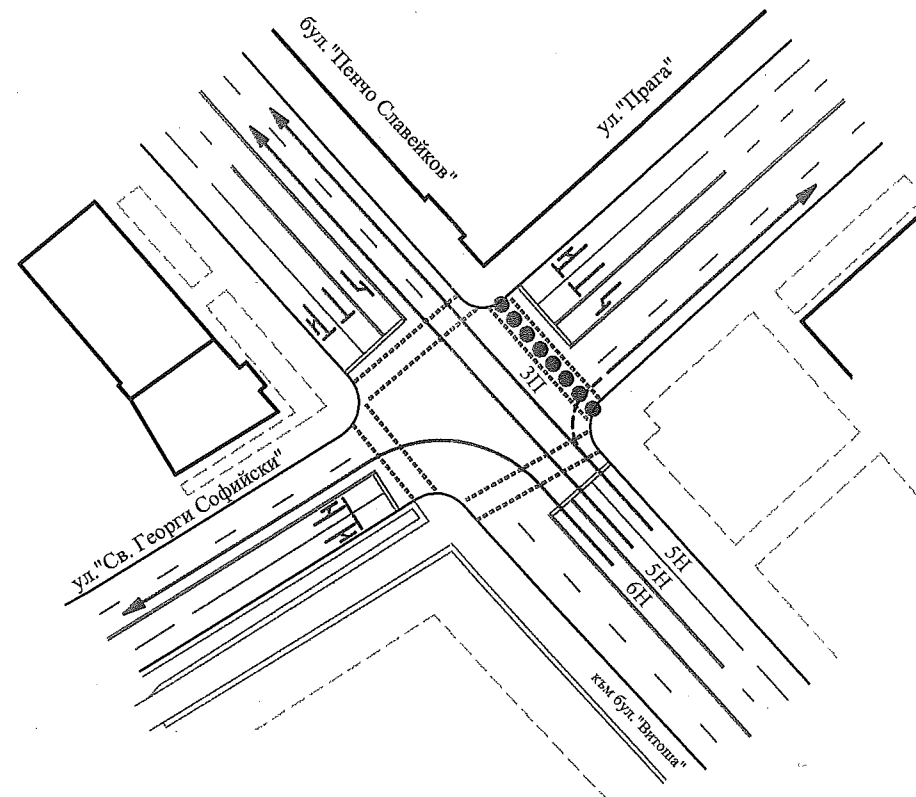 бул. "Пенчо Славейков"
ул."Прага"
3П
ул."Св. Георги Софийски"
5Н
5Н
6Н
към бул. "Витоша"